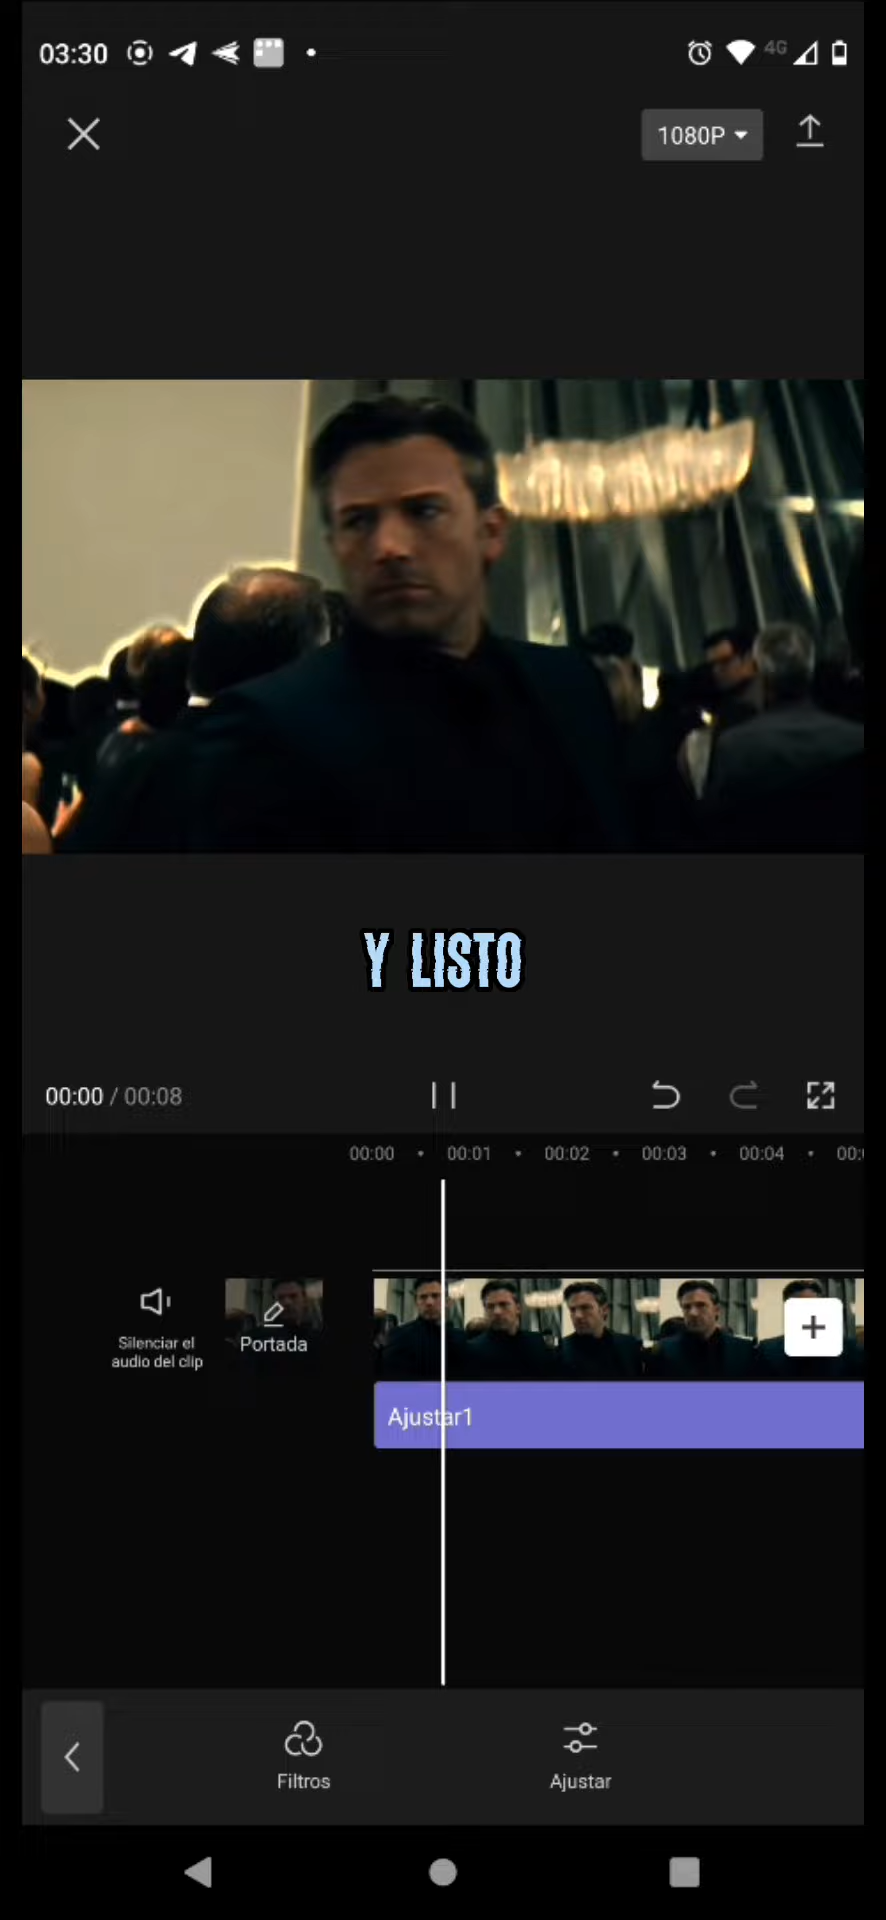 03:30
4G
1080P
Y LISTO
00:00 / 00:08
00:00 00:01 00:02 00:03 00:04
Silenciar el
audio del clip
Portada
Ajustar1
Filtros
Ajustar